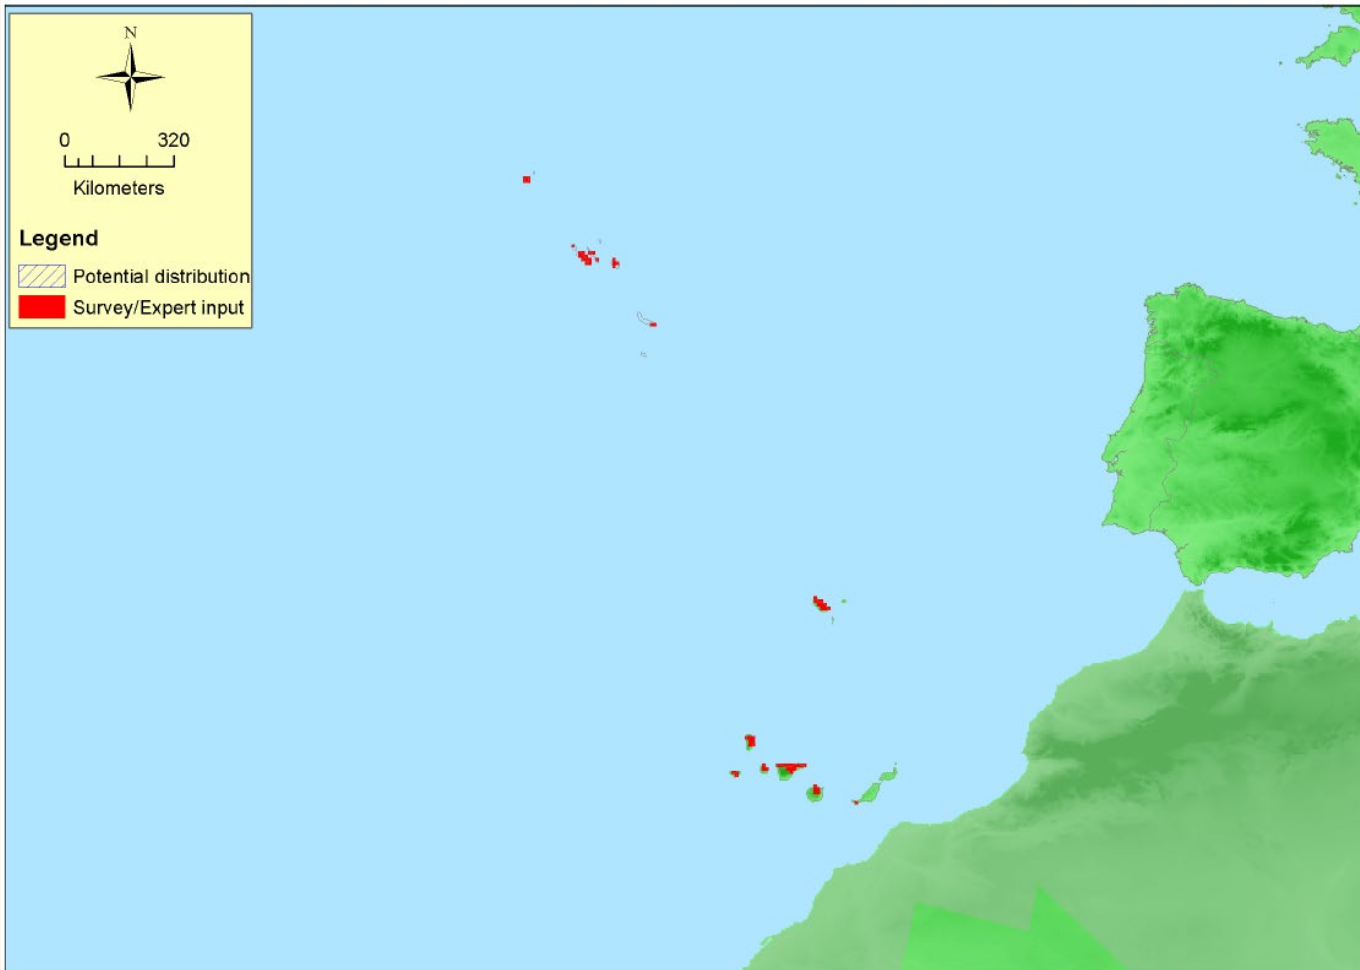 N
0 320
Kilometers
Legend
Potential distribution
Survey/Expert input